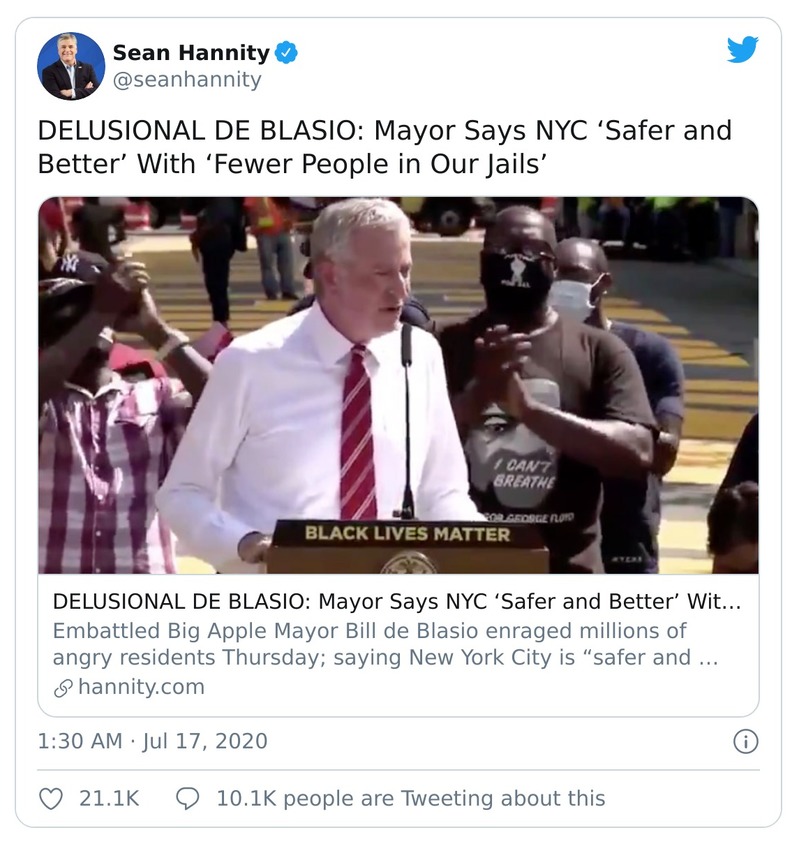 Sean Hannity
@seanhannity
DELUSIONAL DE BLASIO: Mayor Says NYC ‘Safer and
Better’ With ‘Fewer People in Our Jails’
I CAN'T
BREATHE
FOR GEORGE FLOYD
BLACK LIVES MATTER
DELUSIONAL DE BLASIO: Mayor Says NYC ‘Safer and Better’ Wit...
Embattled Big Apple Mayor Bill de Blasio enraged millions of
angry residents Thursday; saying New York City is “safer and ...
hannity.com
1:30 AM · Jul 17, 2020
21.1K
10.1K people are Tweeting about this